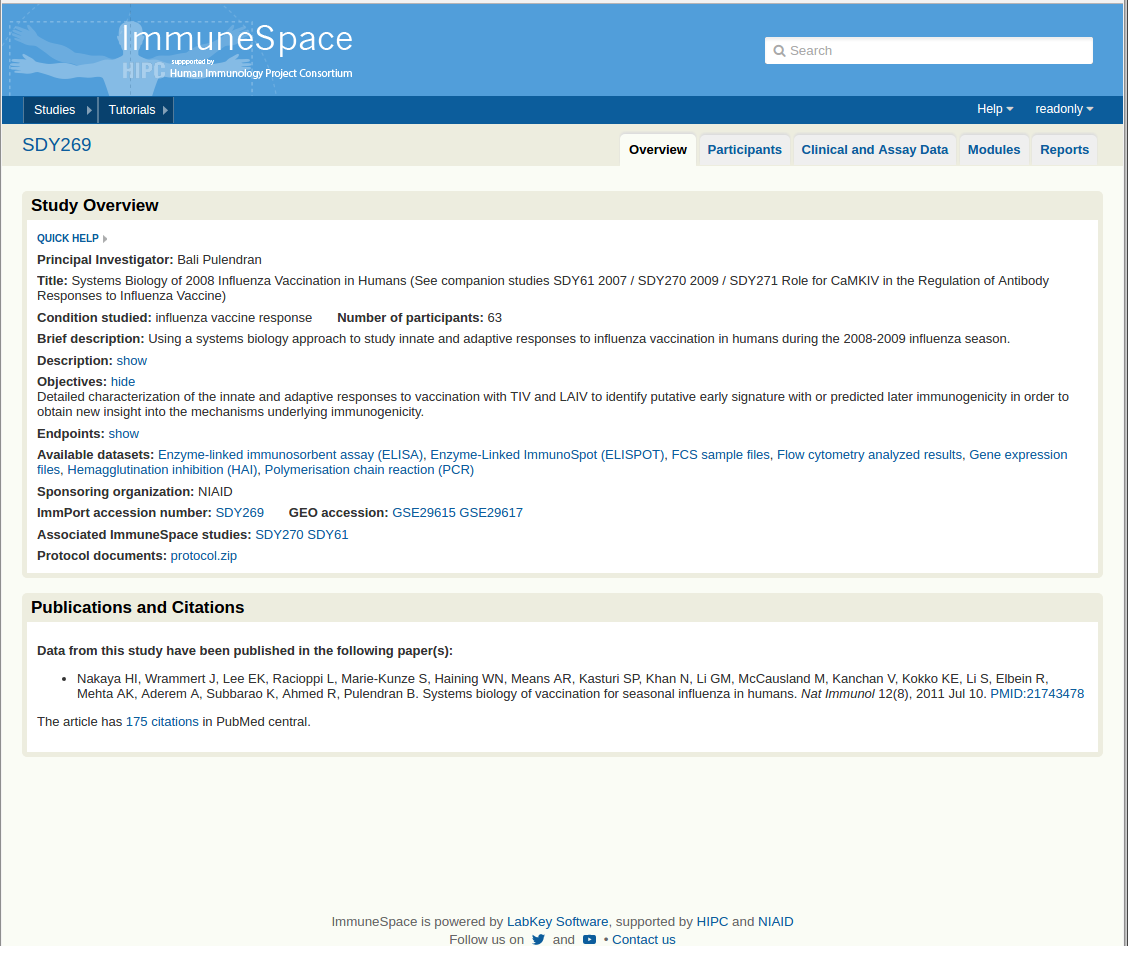 ImmuneSpace
suppported by
HIPC Human Immunology Project Consortium
Search
Studies Tutorials Help readonly
SDY269 Overview Participants Clinical and Assay Data Modules Reports
Study Overview
QUICK HELP
Principal Investigator: Bali Pulendran
Title: Systems Biology of 2008 Influenza Vaccination in Humans (See companion studies SDY61 2007 / SDY270 2009 / SDY271 Role for CaMKIV in the Regulation of Antibody
Responses to Influenza Vaccine)
Condition studied: influenza vaccine response Number of participants: 63
Brief description: Using a systems biology approach to study innate and adaptive responses to influenza vaccination in humans during the 2008-2009 influenza season.
Description: show
Objectives: hide
Detailed characterization of the innate and adaptive responses to vaccination with TIV and LAIV to identify putative early signature with or predicted later immunogenicity in order to
obtain new insight into the mechanisms underlying immunogenicity.
Endpoints: show
Available datasets: Enzyme-linked immunosorbent assay (ELISA), Enzyme-Linked ImmunoSpot (ELISPOT), FCS sample files, Flow cytometry analyzed results, Gene expression
files, Hemagglutination inhibition (HAI), Polymerisation chain reaction (PCR)
Sponsoring organization: NIAID
ImmPort accession number: SDY269 GEO accession: GSE29615 GSE29617
Associated ImmuneSpace studies: SDY270 SDY61
Protocol documents: protocol.zip
Publications and Citations
Data from this study have been published in the following paper(s):
• Nakaya HI, Wrammert J, Lee EK, Racioppi L, Marie-Kunze S, Haining WN, Means AR, Kasturi SP, Khan N, Li GM, McCausland M, Kanchan V, Kokko KE, Li S, Elbein R,
Mehta AK, Aderem A, Subbarao K, Ahmed R, Pulendran B. Systems biology of vaccination for seasonal influenza in humans. Nat Immunol 12(8), 2011 Jul 10. PMID:21743478
The article has 175 citations in PubMed central.
ImmuneSpace is powered by LabKey Software, supported by HIPC and NIAID
Follow us on and • Contact us